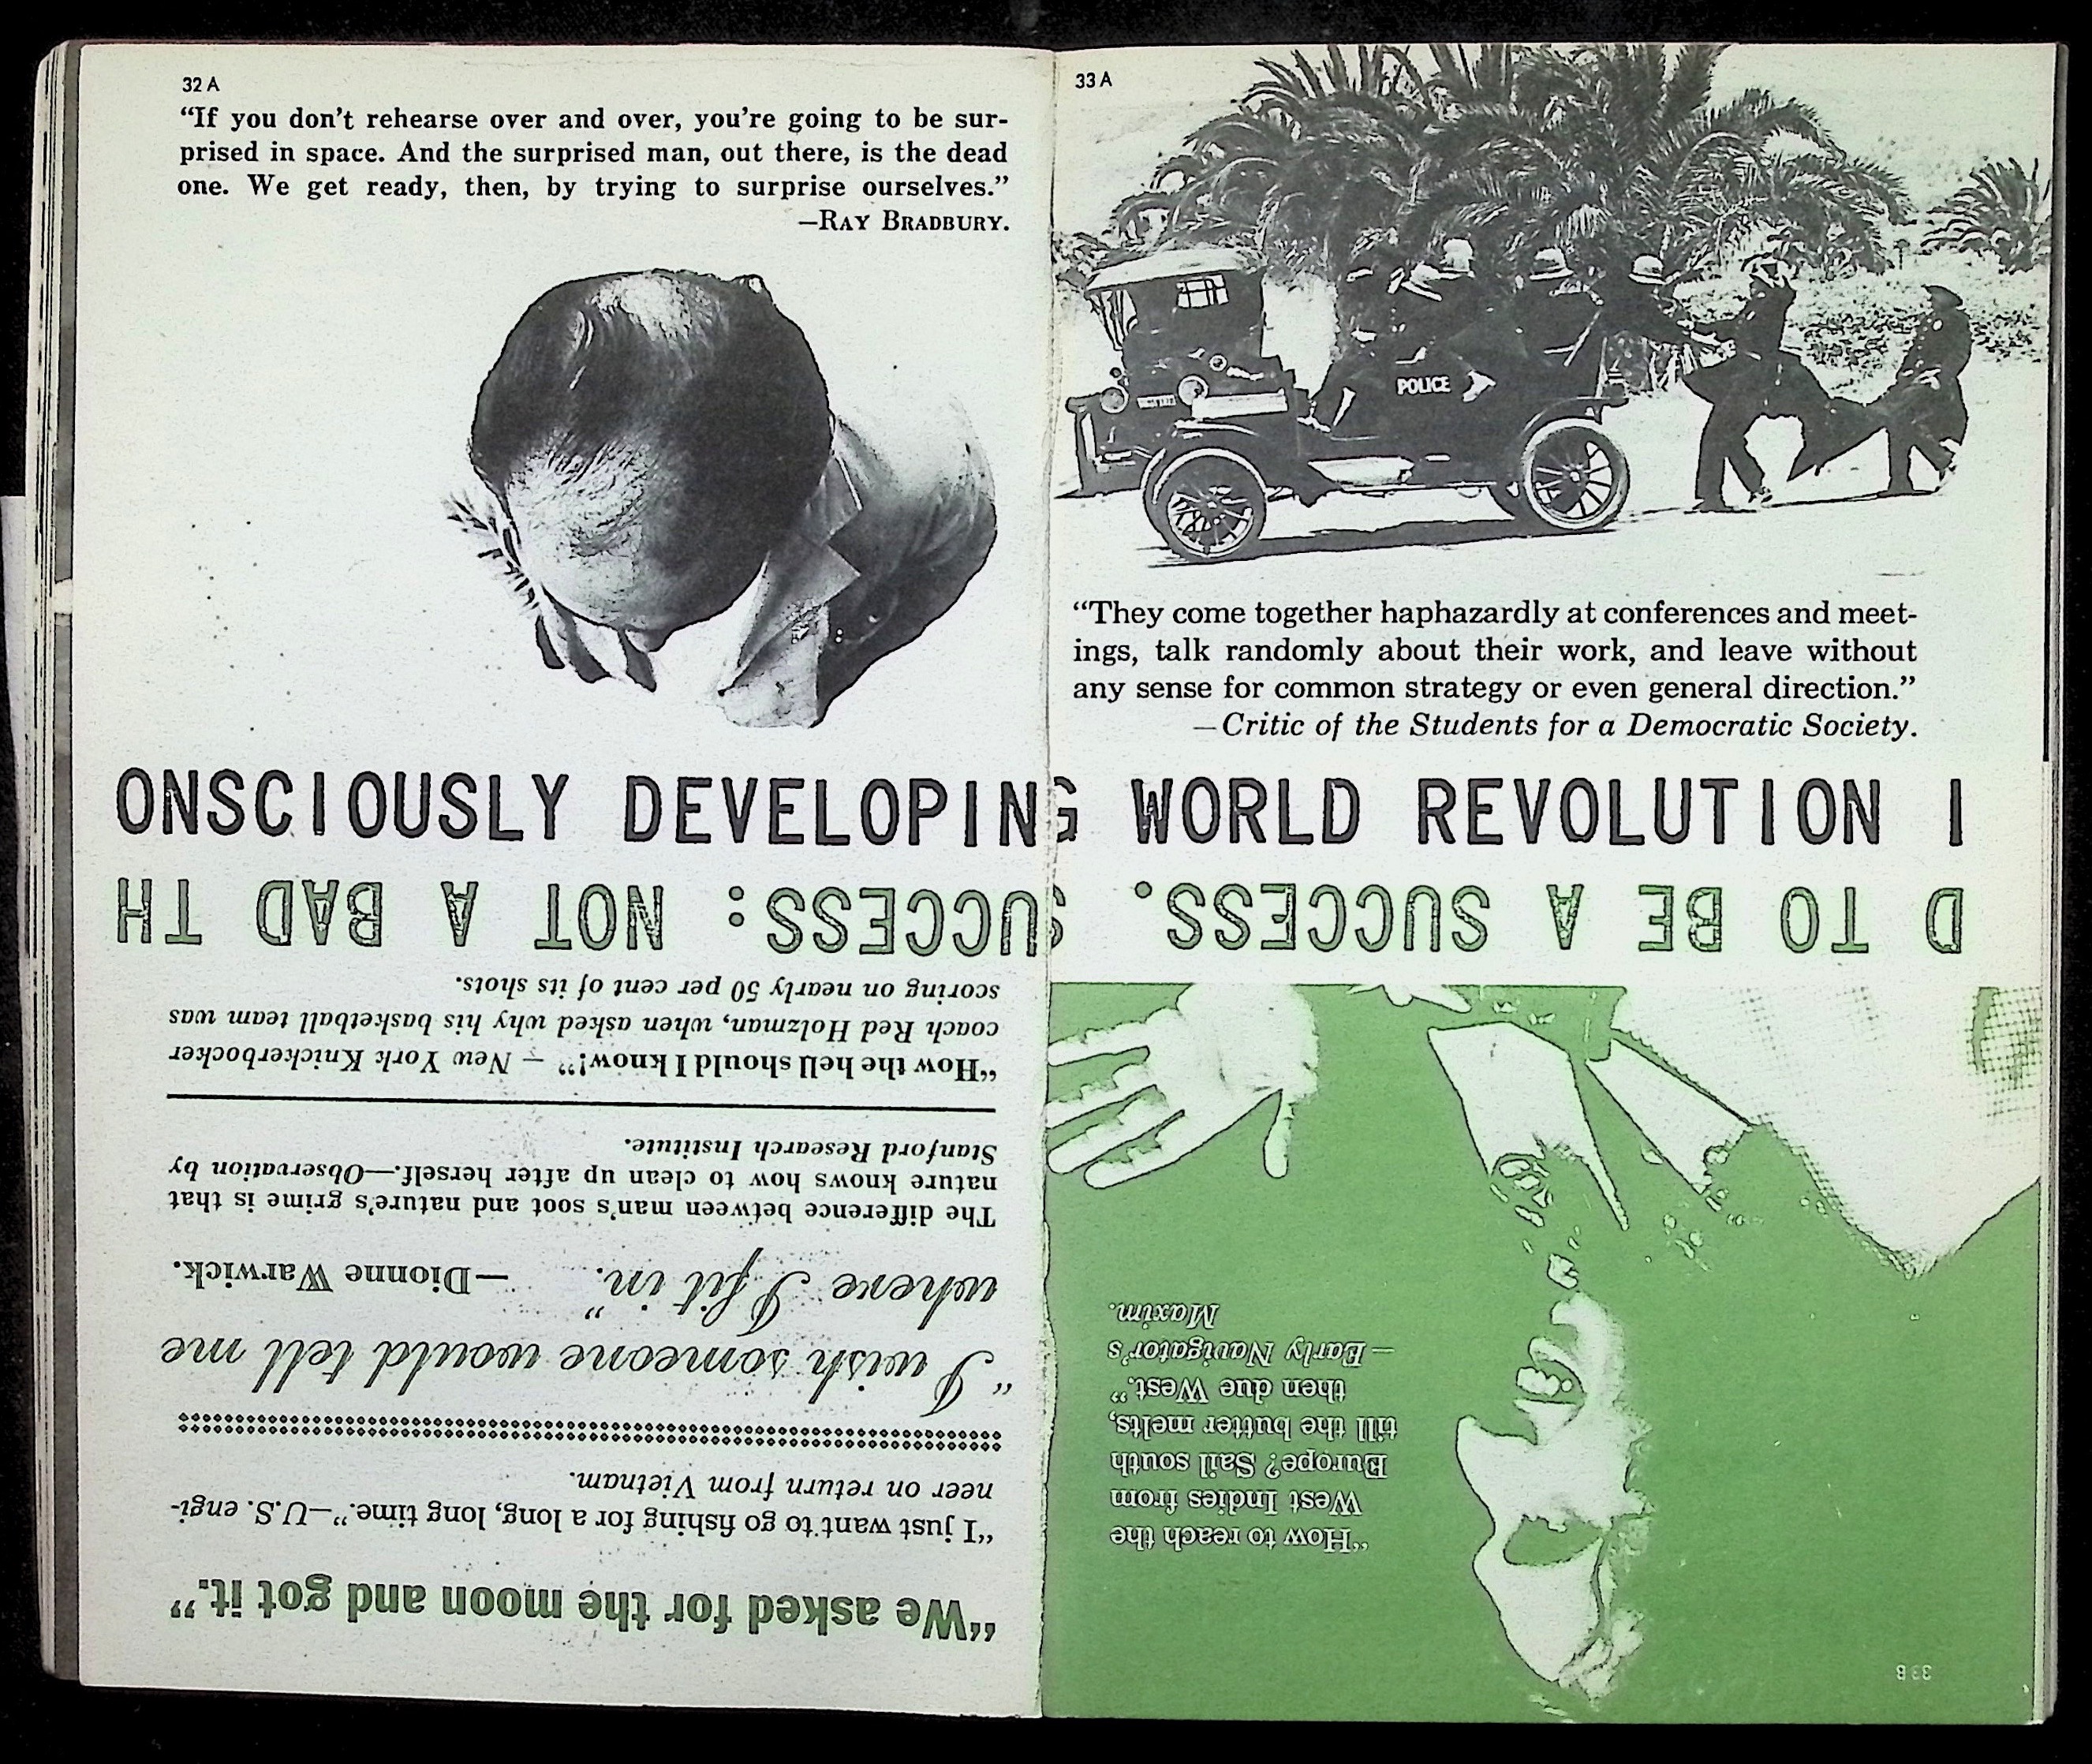 32 A
“If you don't rehearse over and over, you're going to be sur-
prised in space. And the surprised man, out there, is the dead
one. We get ready, then, by trying to surprise ourselves.”
—RAY BRADBURY.
33 A
POLICE
“They come together haphazardly at conferences and meet-
ings, talk randomly about their work, and leave without
any sense for common strategy or even general direction.”
—Critic of the Students for a Democratic Society.
ONSCIOUSLY DEVELOPING WORLD REVOLUTION I
33 B
“How to reach the
West Indies from
Europe? Sail south
till the butter melts,
then due West.”
—Early Navigator's
Maxim.
“We asked for the moon and got it.”
“I just want to go fishing for a long, long time.”—U.S. engi-
neer on return from Vietnam.
“I wish someone would tell me
where I fit in.” —Dionne Warwick.
The difference between man's soot and nature's grime is that
nature knows how to clean up after herself.—Observation by
Stanford Research Institute.
“How the hell should I know!” — New York Knickerbocker
coach Red Holzman, when asked why his basketball team was
scoring on nearly 50 per cent of its shots.
D TO BE A SUCCESS. SUCCESS: NOT A BAD TH